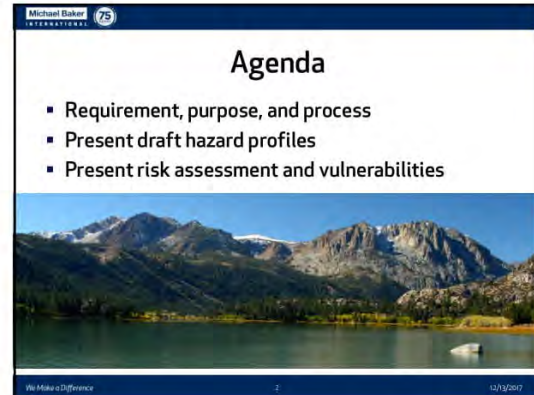 Michael Baker
INTERNATIONAL
75
Agenda
▪ Requirement, purpose, and process
▪ Present draft hazard profiles
▪ Present risk assessment and vulnerabilities
We Make a Difference
2
12/13/2017